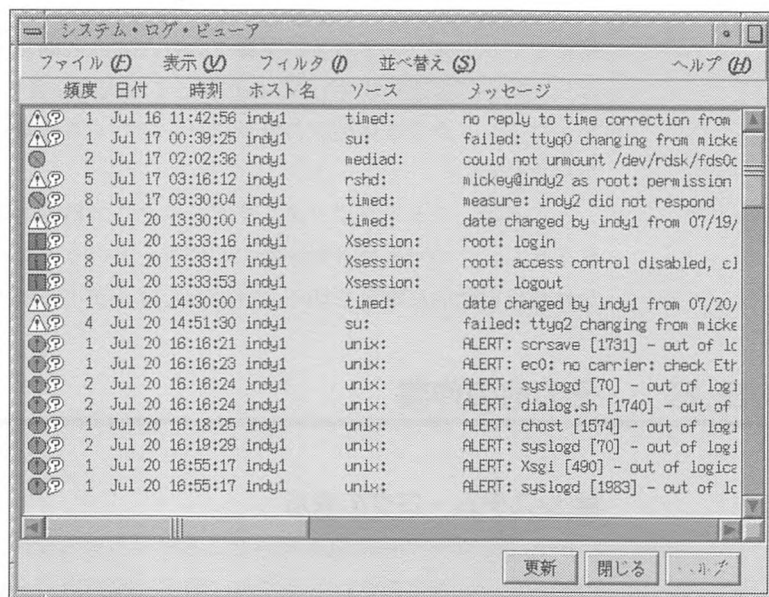 システム・ログ・ビューア
ファイル(F) 表示(V) フィルタ(I) 並べ替え(S) ヘルプ(H)
頻度 日付 時刻 ホスト名 ソース メッセージ
1 Jul 16 11:42:56 indy1 timed: no reply to time correction from
1 Jul 17 00:39:25 indy1 su: failed: ttyq0 changing from micke
2 Jul 17 02:02:36 indy1 mediad: could not unmount /dev/rdsk/fds0c
5 Jul 17 03:16:12 indy1 rshd: mickey@indy2 as root: permission
8 Jul 17 03:30:04 indy1 timed: measure: indy2 did not respond
1 Jul 20 13:30:00 indy1 timed: date changed by indy1 from 07/19/
8 Jul 20 13:33:16 indy1 Xsession: root: login
8 Jul 20 13:33:17 indy1 Xsession: root: access control disabled, cl
8 Jul 20 13:33:53 indy1 Xsession: root: logout
1 Jul 20 14:30:00 indy1 timed: date changed by indy1 from 07/20/
4 Jul 20 14:51:30 indy1 su: failed: ttyq2 changing from micke
1 Jul 20 16:16:21 indy1 unix: ALERT: scrsave [1731] - out of lo
1 Jul 20 16:16:23 indy1 unix: ALERT: ec0: no carrier: check Eth
2 Jul 20 16:16:24 indy1 unix: ALERT: syslogd [70] - out of logi
2 Jul 20 16:16:24 indy1 unix: ALERT: dialog.sh [1740] - out of
1 Jul 20 16:18:25 indy1 unix: ALERT: chost [1574] - out of logi
2 Jul 20 16:19:29 indy1 unix: ALERT: syslogd [70] - out of logi
1 Jul 20 16:55:17 indy1 unix: ALERT: Xsgi [490] - out of logica
1 Jul 20 16:55:17 indy1 unix: ALERT: syslogd [1983] - out of lo
更新 閉じる ヘルプ